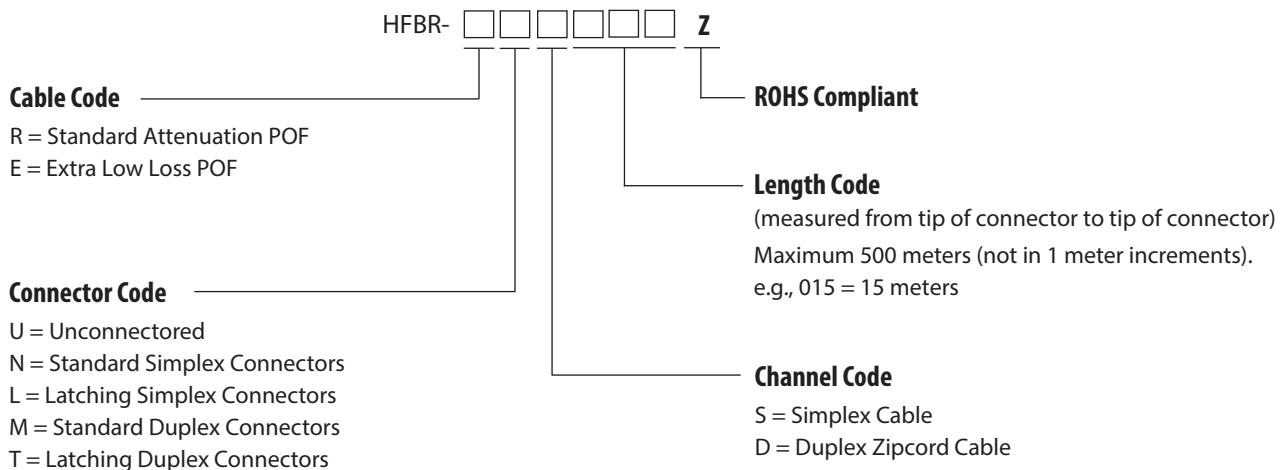 HFBR- Z
Cable Code
R = Standard Attenuation POF
E = Extra Low Loss POF
Connector Code
U = Unconnectored
N = Standard Simplex Connectors
L = Latching Simplex Connectors
M = Standard Duplex Connectors
T = Latching Duplex Connectors
ROHS Compliant
Length Code
(measured from tip of connector to tip of connector)
Maximum 500 meters (not in 1 meter increments).
e.g., 015 = 15 meters
Channel Code
S = Simplex Cable
D = Duplex Zipcord Cable